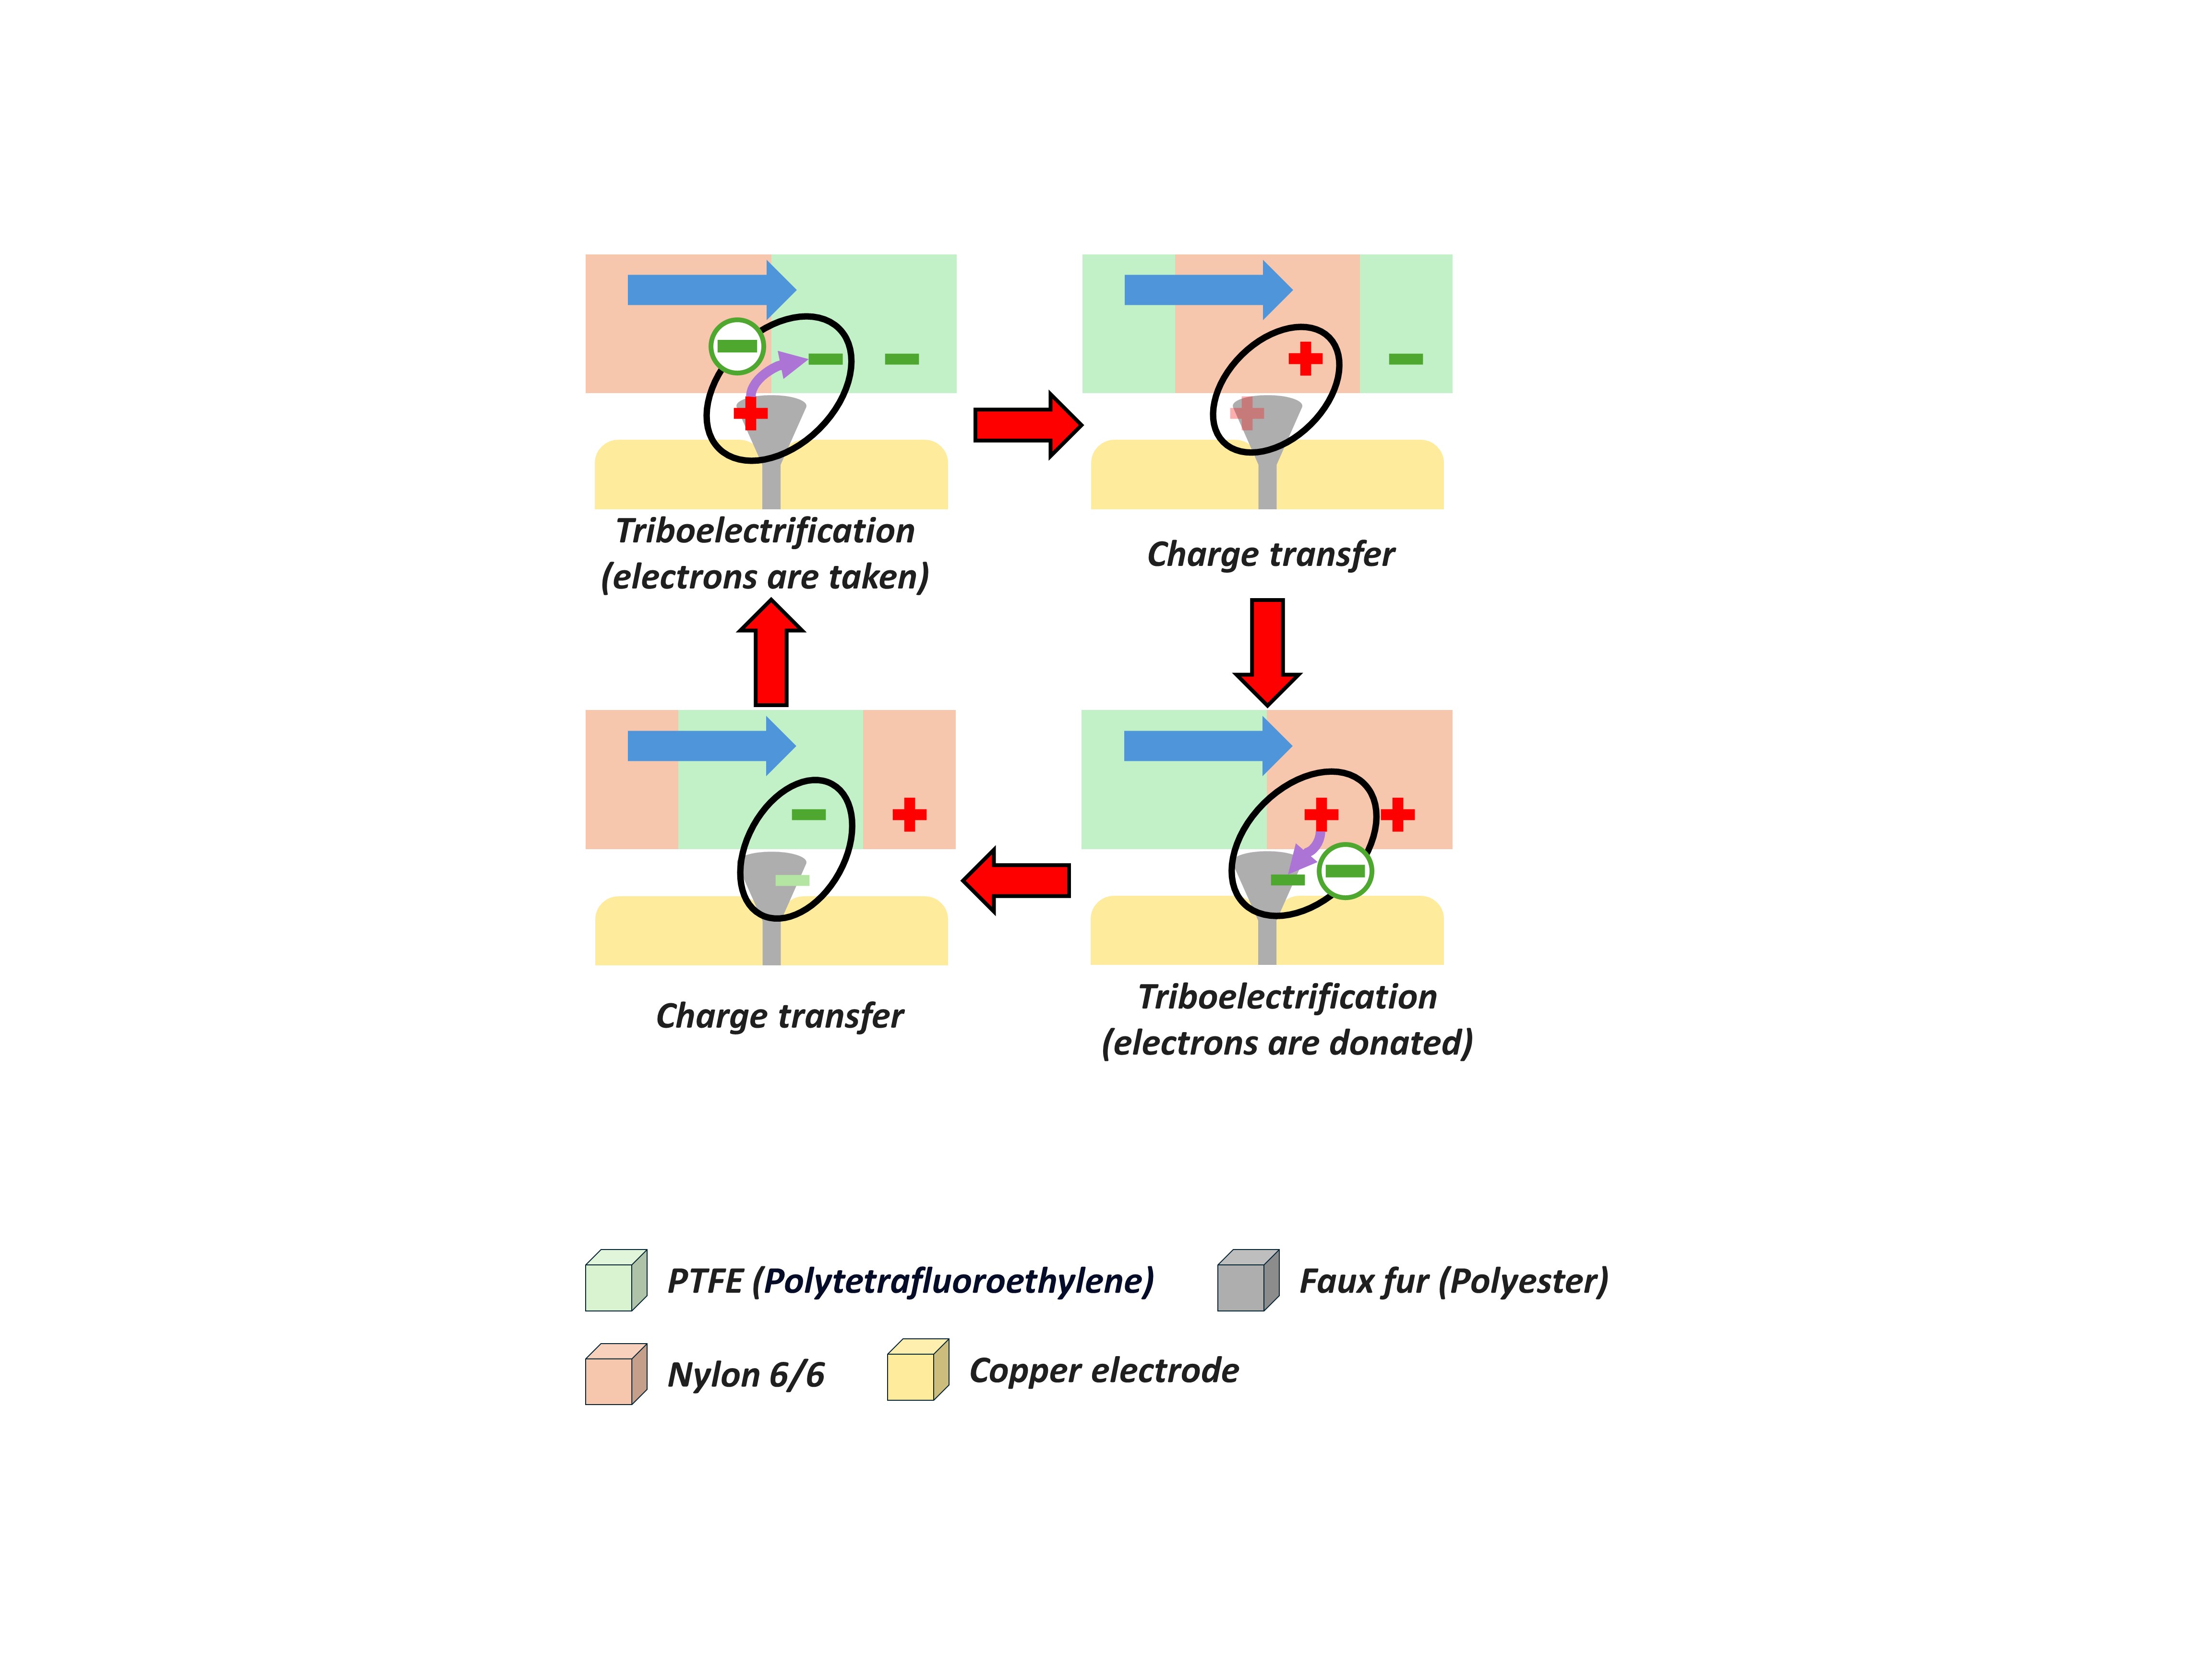 Triboelectrification
(electrons are taken)
Charge transfer
Charge transfer
Triboelectrification
(electrons are donated)
PTFE (Polytetrafluoroethylene)
Faux fur (Polyester)
Nylon 6/6
Copper electrode